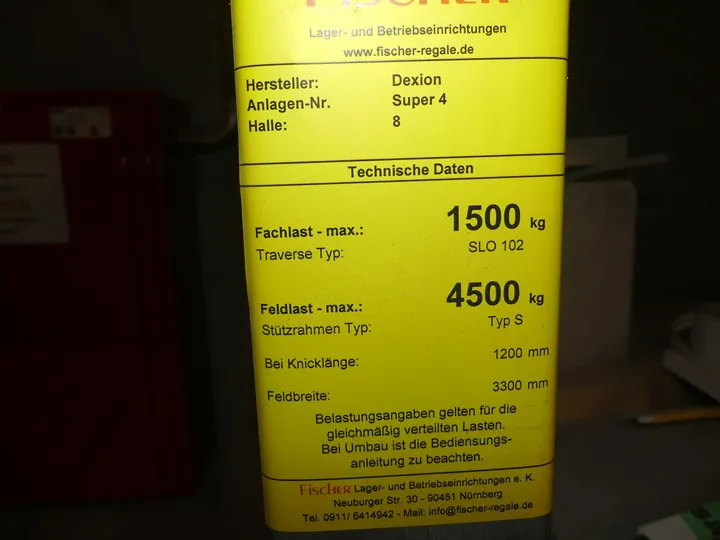 FISCHER
Lager- und Betriebseinrichtungen
www.fischer-regale.de
Hersteller: Dexion
Anlagen-Nr. Super 4
Halle: 8
Technische Daten
Fachlast - max.: 1500 kg
Traverse Typ: SLO 102
Feldlast - max.: 4500 kg
Stützrahmen Typ: Typ S
Bei Knicklänge: 1200 mm
Feldbreite: 3300 mm
Belastungsangaben gelten für die
gleichmäßig verteilten Lasten.
Bei Umbau ist die Bediensungs-
anleitung zu beachten.
FISCHER Lager- und Betriebseinrichtungen e. K.
Neuburger Str. 30 - 90451 Nürnberg
Tel. 0911/ 6414942 - Mail: info@fischer-regale.de